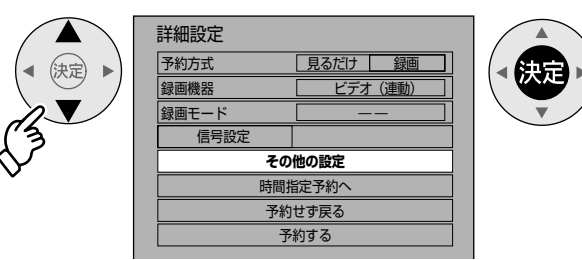 決定
詳細設定
予約方式 見るだけ 録画
録画機器 ビデオ（連動）
録画モード ーー
信号設定
その他の設定
時間指定予約へ
予約せず戻る
予約する
決定